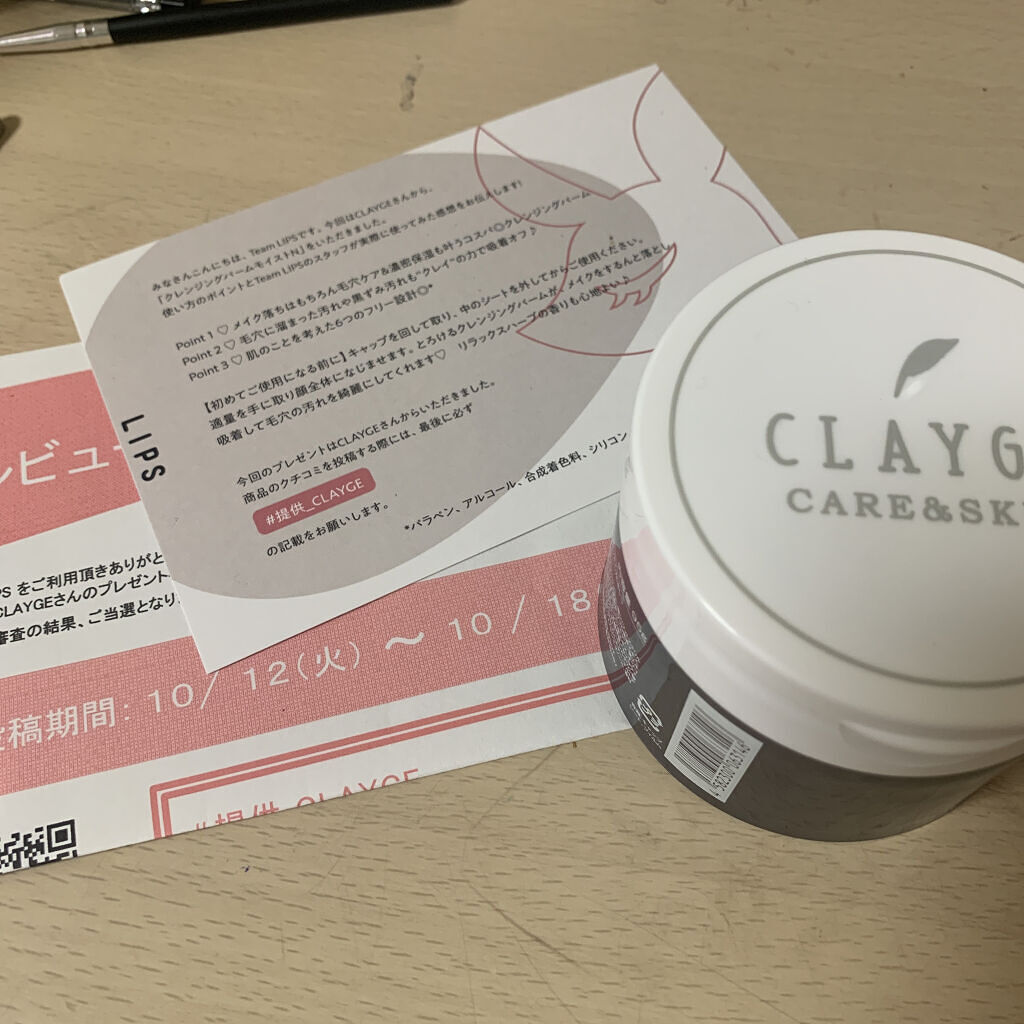 みなさんこんにちは、Team LIPSです。今回はCLAYGEさんから、
「クレンジングバームモイストN」をいただきました。
使い方のポイントとTeam LIPSのスタッフが実際に使ってみた感想をお伝えします!
Point 1 ♡ メイク落ちはもちろん毛穴ケア&濃密保湿も叶うコスパ◎クレンジングバーム
Point 2 ♡ 毛穴に溜まった汚れや黒ずみ汚れも"クレイ"の力で吸着オフ♪
Point 3 ♡ 肌のことを考えた6つのフリー設計◎*
【初めてご使用になる前に】キャップを回して取り、中のシートを外してからご使用ください。
適量を手に取り顔全体になじませます。とろけるクレンジングバームが、メイクをするんと落とし、
吸着して毛穴の汚れを綺麗にしてくれます♡ リラックスハーブの香りも心地よい♪
今回のプレゼントはCLAYGEさんからいただきました。
商品のクチコミを投稿する際には、最後に必ず
#提供_CLAYGE
の記載をお願いします。
*パラベン、アルコール、合成着色料、シリコン
LIPS
レビュー
PS をご利用頂きありがと
CLAYGEさんのプレゼント
審査の結果、ご当選となり
稿期間: 10/ 12(火) ~ 10 / 18
#提供_CLAYGE
CLAYG
CARE&SK
4582300063148